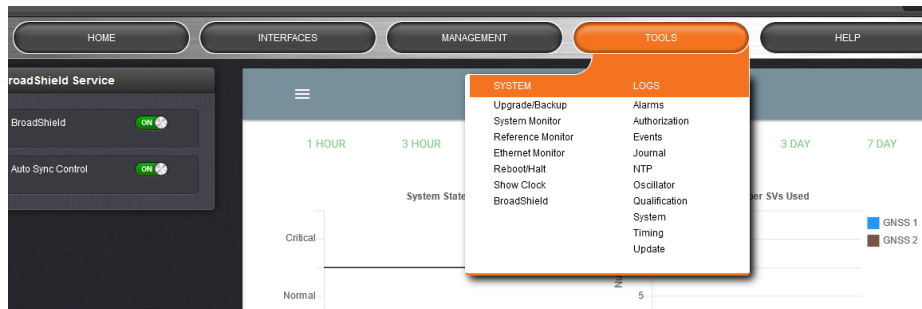 HOME INTERFACES MANAGEMENT TOOLS HELP
roadShield Service
BroadShield ON
Auto Sync Control ON
SYSTEM
Upgrade/Backup
System Monitor
Reference Monitor
Ethernet Monitor
Reboot/Halt
Show Clock
BroadShield
LOGS
Alarms
Authorization
Events
Journal
NTP
Oscillator
Qualification
System
Timing
Update
1 HOUR 3 HOUR 3 DAY 7 DAY
System State
Critical
Normal
er SVs Used
Nu
5
GNSS 1
GNSS 2